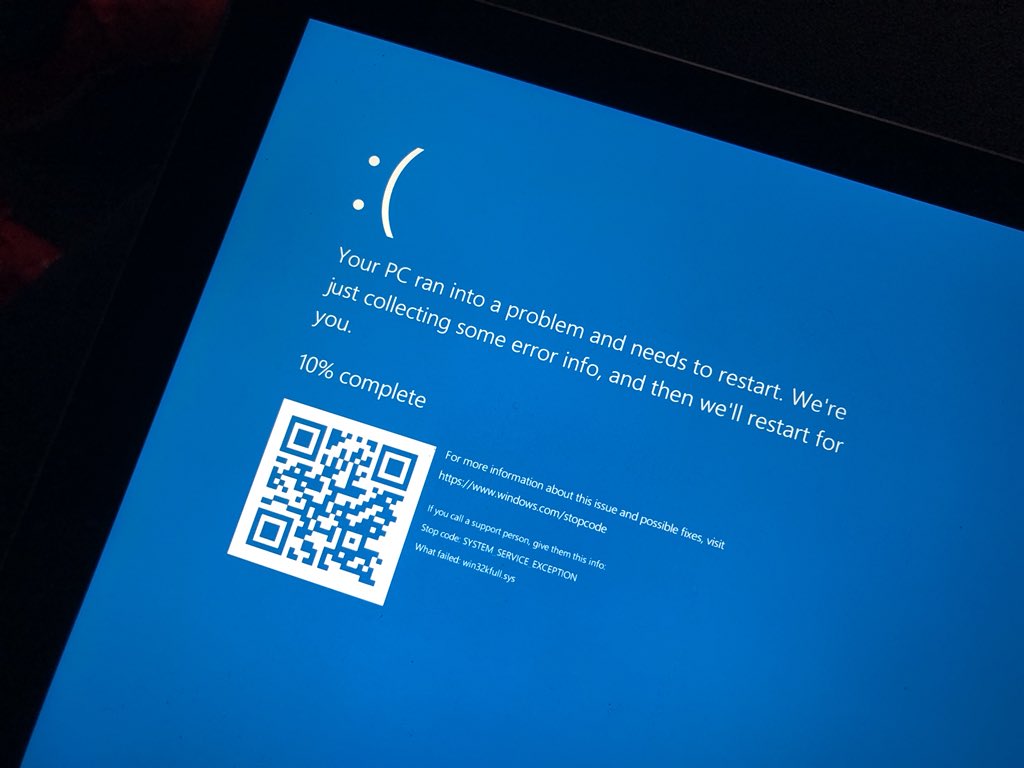 :(
Your PC ran into a problem and needs to restart. We're
just collecting some error info, and then we'll restart for
you.
10% complete
For more information about this issue and possible fixes, visit
https://www.windows.com/stopcode
If you call a support person, give them this info:
Stop code: SYSTEM_SERVICE_EXCEPTION
What failed: win32kfull.sys